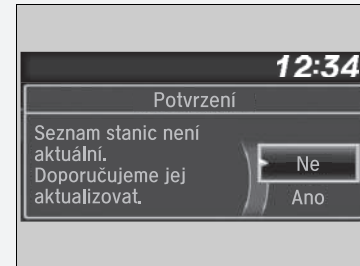 12:34
Potvrzení
Seznam stanic není
aktuální.
Doporučujeme jej
aktualizovat.
Ne
Ano